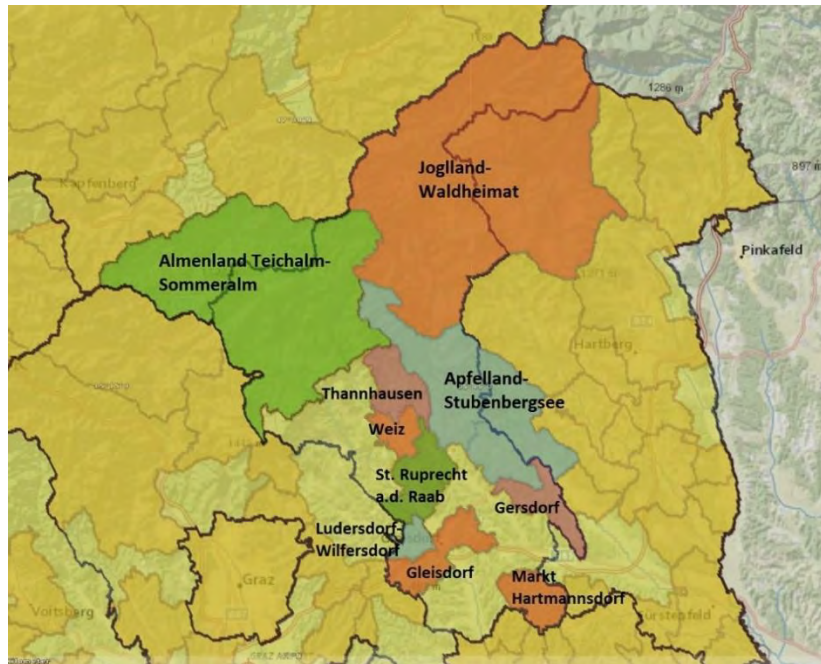 1286 m
Joglland-
Waldheimat
897 m
Kapfenberg
Pinkafeld
Almenland Teichalm-
Sommeralm
Hartberg
Apfelland-
Stubenbergsee
Thannhausen
Weiz
St. Ruprecht
a.d. Raab
Gersdorf
Ludersdorf-
Wilfersdorf
Gleisdorf
Markt
Hartmannsdorf
Graz
Voitsberg
Fürstenfeld